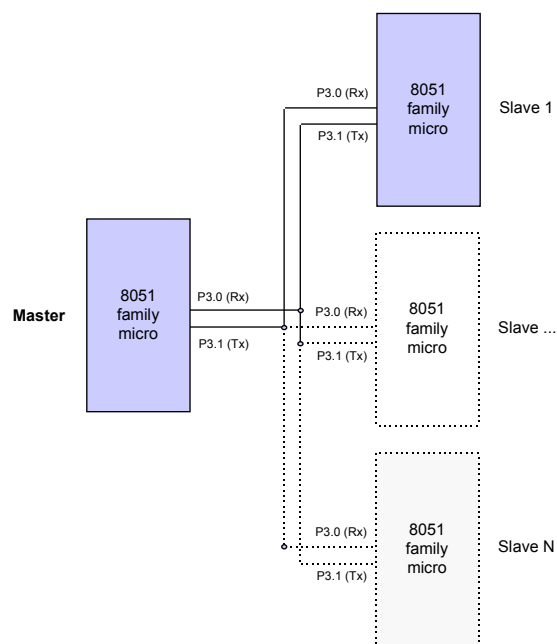 P3.0 (Rx)
P3.1 (Tx)
8051
family
micro
Slave 1
Master
8051
family
micro
P3.0 (Rx)
P3.1 (Tx)
P3.0 (Rx)
P3.1 (Tx)
8051
family
micro
Slave ...
P3.0 (Rx)
P3.1 (Tx)
8051
family
micro
Slave N